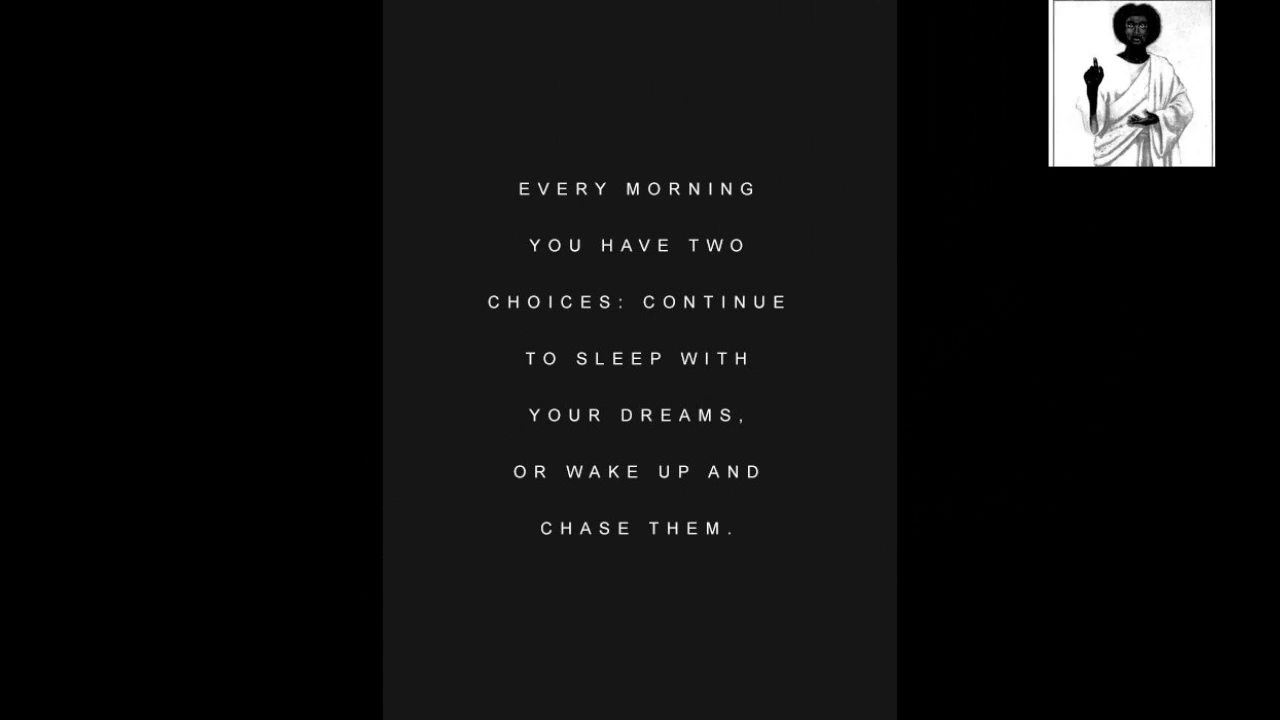 EVERY MORNING
YOU HAVE TWO
CHOICES: CONTINUE
TO SLEEP WITH
YOUR DREAMS,
OR WAKE UP AND
CHASE THEM.